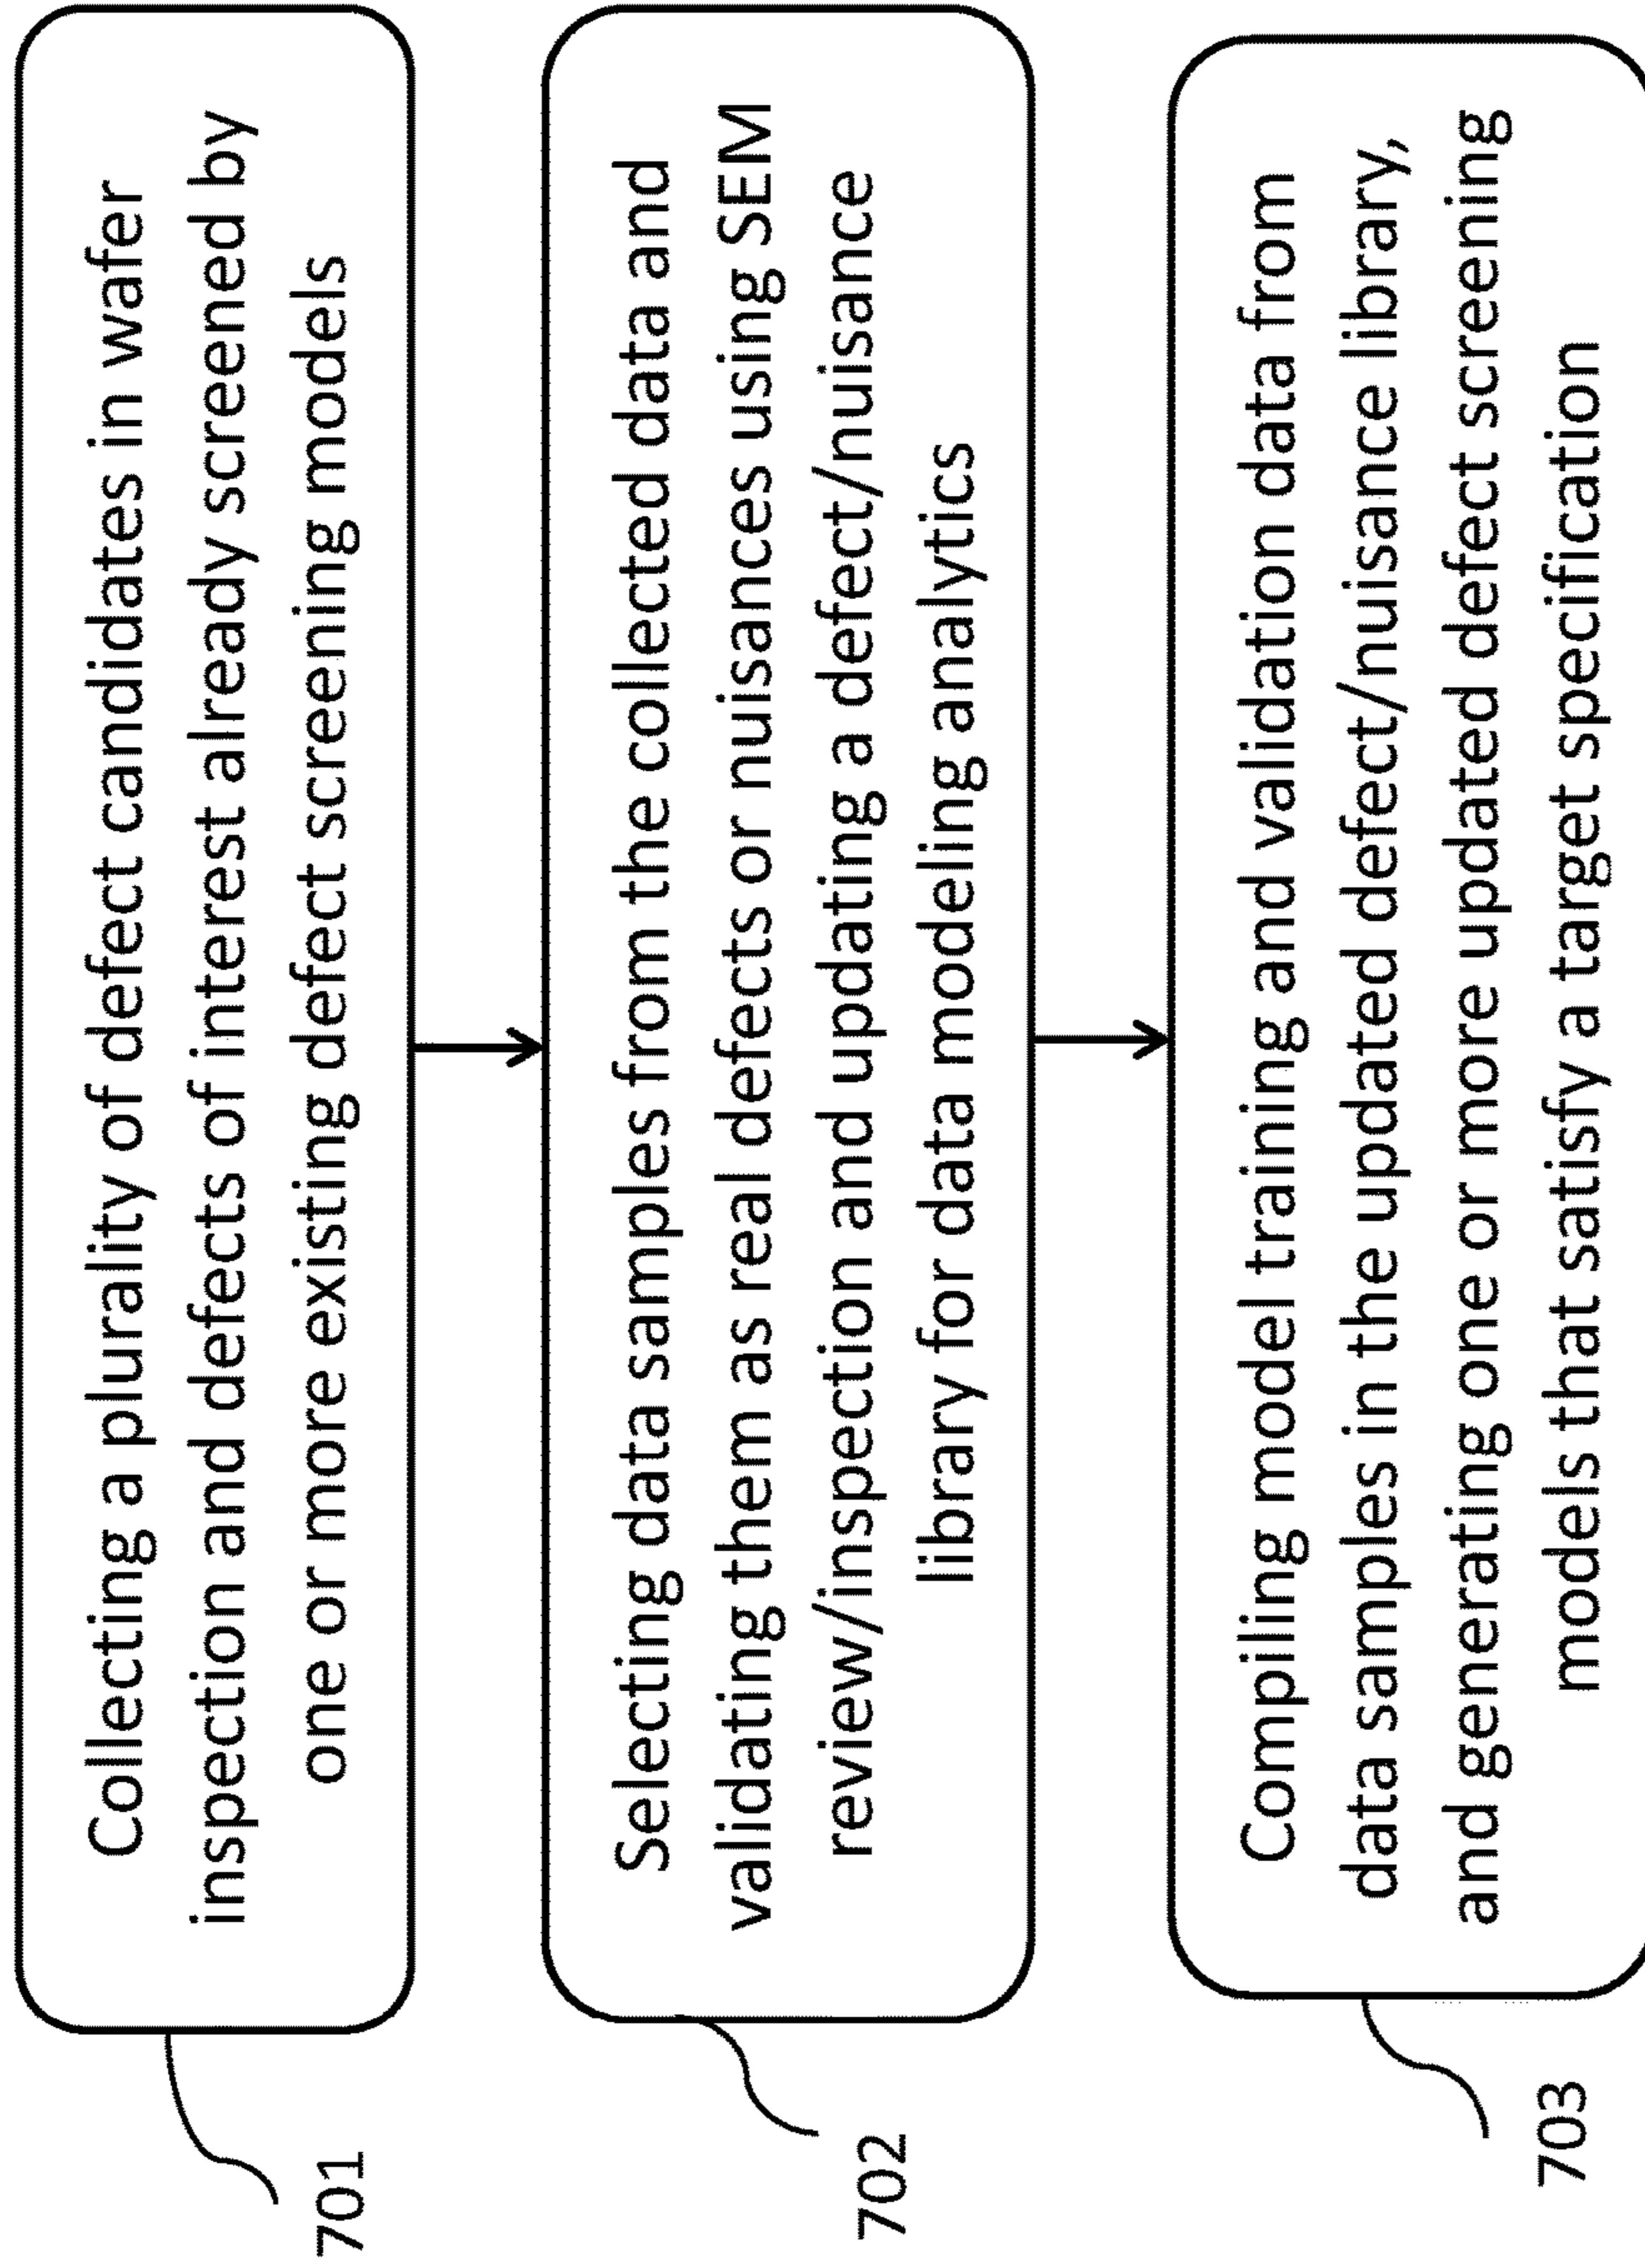 Collecting a plurality of defect candidates in wafer
inspection and defects of interest already screened by
one or more existing defect screening models
701
Selecting data samples from the collected data and
validating them as real defects or nuisances using SEM
review/inspection and updating a defect/nuisance
library for data modeling analytics
702
Compiling model training and validation data from
data samples in the updated defect/nuisance library,
and generating one or more updated defect screening
models that satisfy a target specification
703